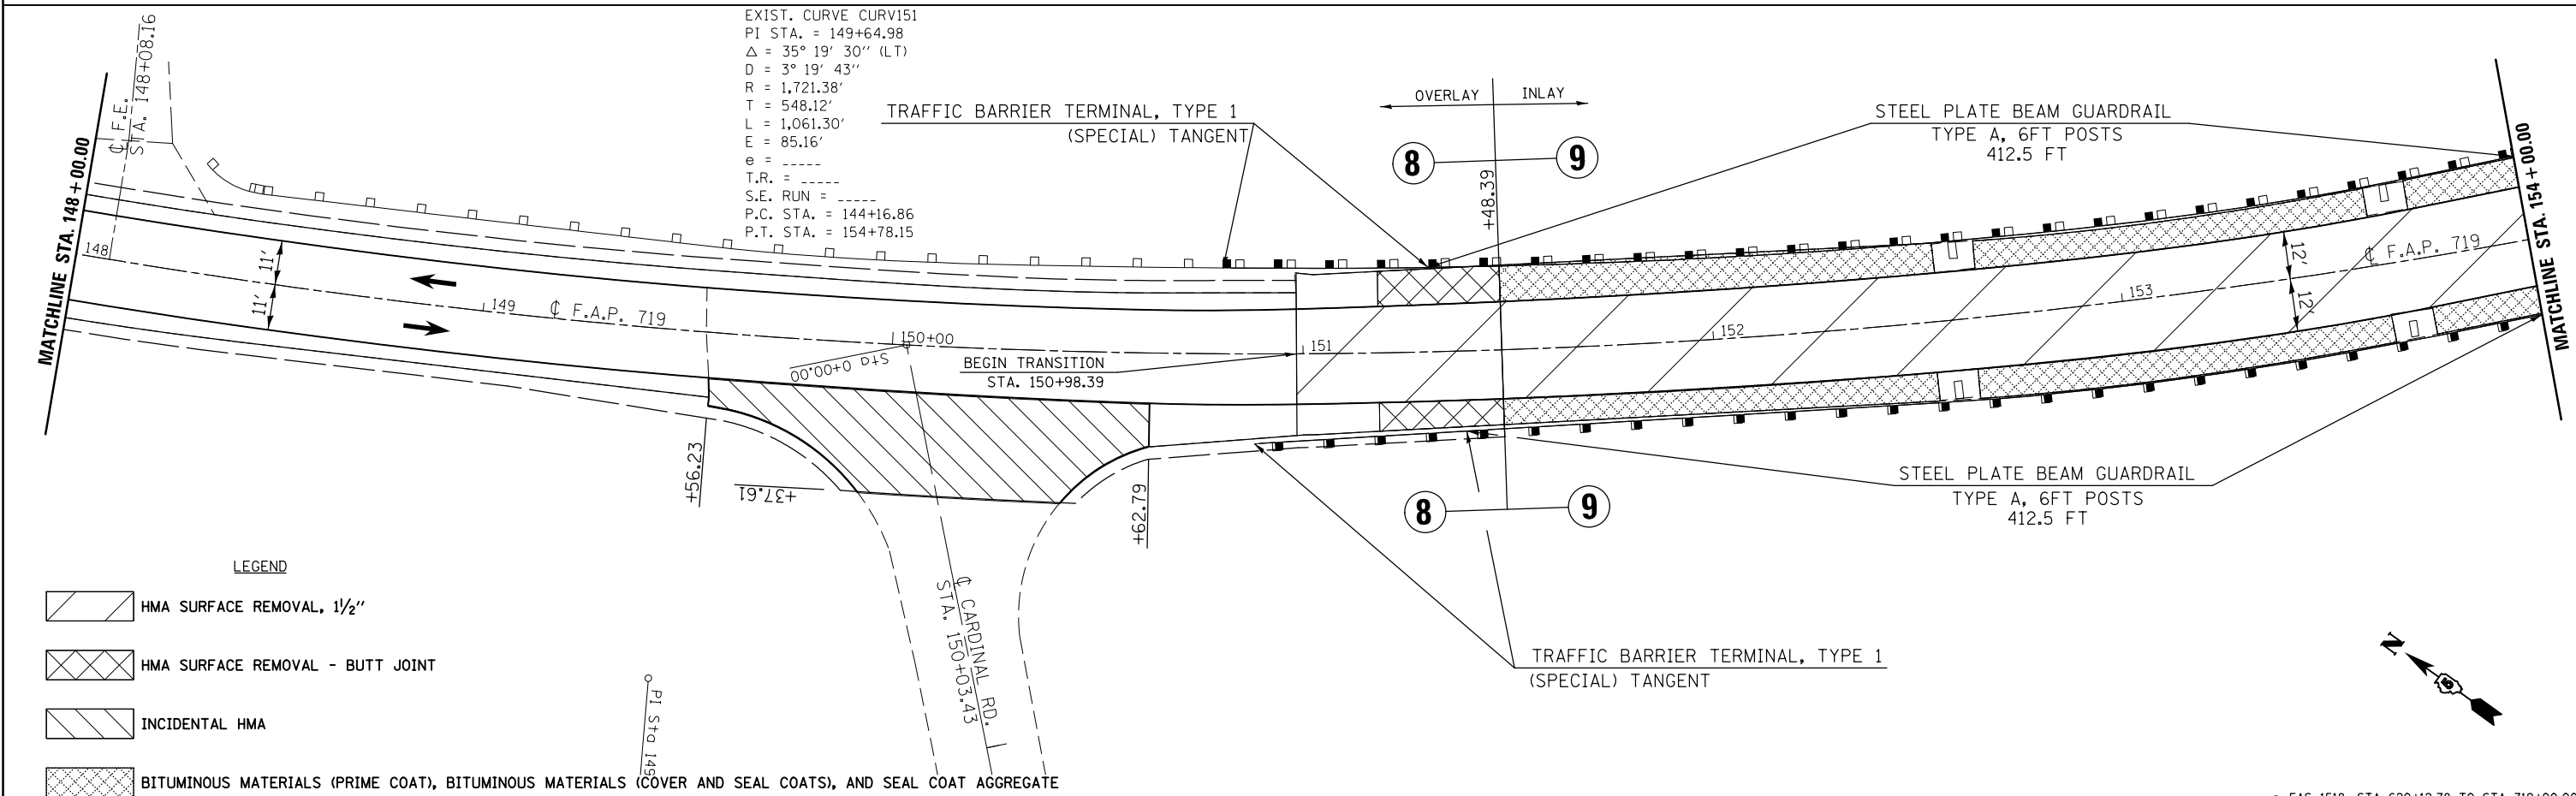 EXIST. CURVE CURV151
PI STA. = 149+64.98
△ = 35° 19' 30'' (LT)
D = 3° 19' 43''
R = 1,721.38'
T = 548.12'
L = 1,061.30'
E = 85.16'
e = _____
T.R. = _____
S.E. RUN = _____
P.C. STA. = 144+16.86
P.T. STA. = 154+78.15
MATCHLINE STA. 148+00.00
℄ F.E.
STA. 148+08.16
TRAFFIC BARRIER TERMINAL, TYPE 1
(SPECIAL) TANGENT
OVERLAY
INLAY
8
9
+48.39
STEEL PLATE BEAM GUARDRAIL
TYPE A, 6FT POSTS
412.5 FT
MATCHLINE STA. 154+00.00
148
11'
11'
149
℄ F.A.P. 719
150+00
Sta 0+00.00
BEGIN TRANSITION
STA. 150+98.39
151
152
153
12'
12'
℄ F.A.P. 719
+56.23
+37.61
+62.79
8
9
STEEL PLATE BEAM GUARDRAIL
TYPE A, 6FT POSTS
412.5 FT
℄ CARDINAL RD.
STA. 150+03.43
TRAFFIC BARRIER TERMINAL, TYPE 1
(SPECIAL) TANGENT
N
5
PI Sta 149
LEGEND
HMA SURFACE REMOVAL, 1½''
HMA SURFACE REMOVAL - BUTT JOINT
INCIDENTAL HMA
BITUMINOUS MATERIALS (PRIME COAT), BITUMINOUS MATERIALS (COVER AND SEAL COATS), AND SEAL COAT AGGREGATE